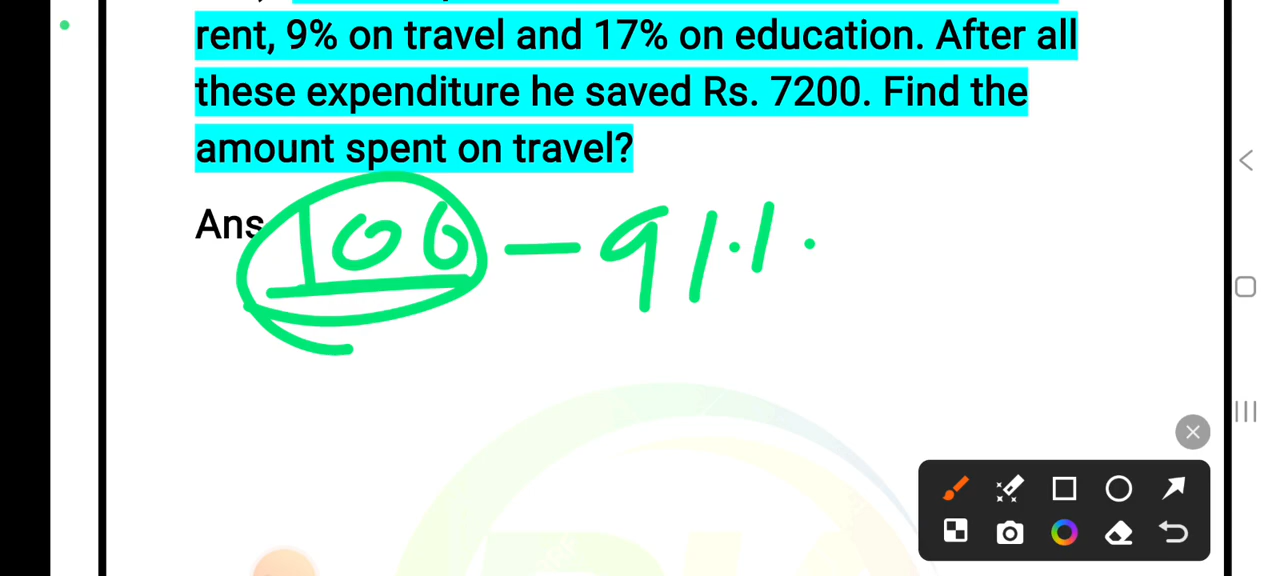 rent, 9% on travel and 17% on education. After all
these expenditure he saved Rs. 7200. Find the
amount spent on travel?
Ans 100 - 91%